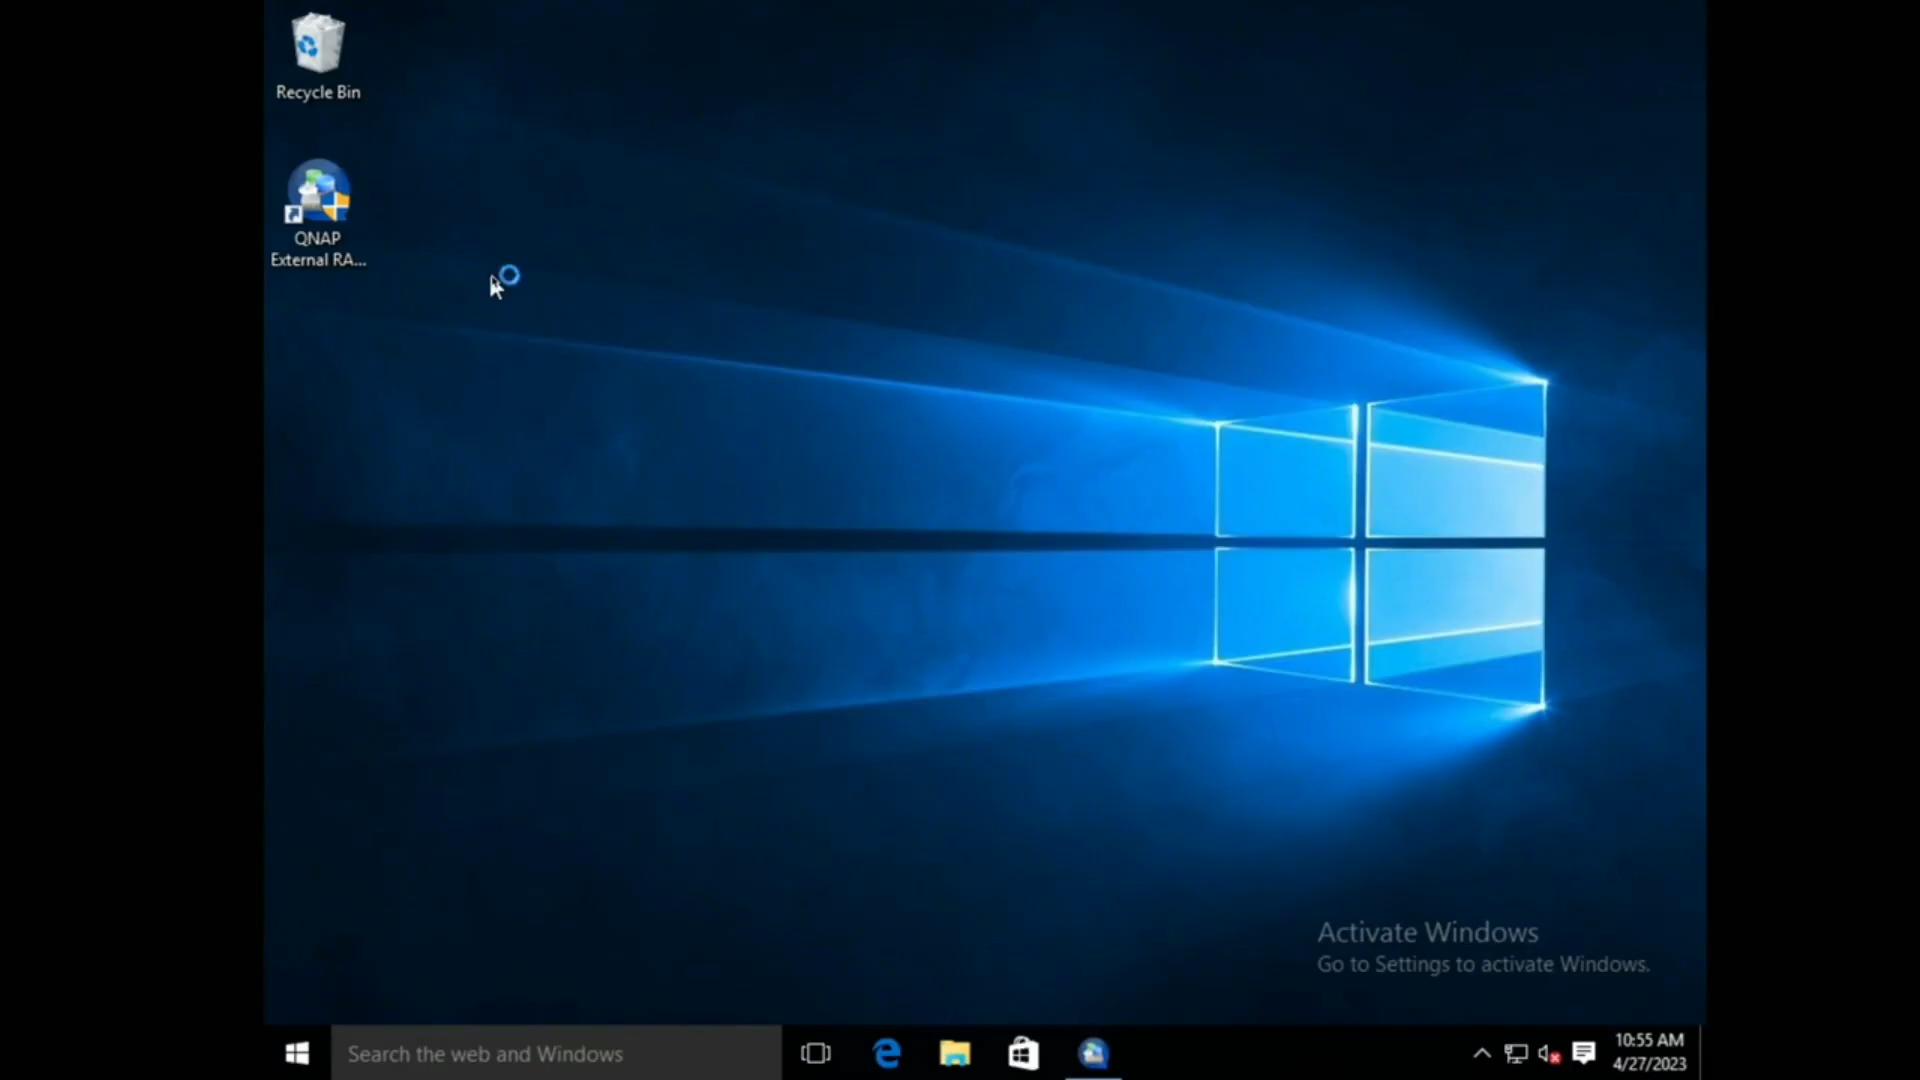 Recycle Bin
QNAP
External RA...
Activate Windows
Go to Settings to activate Windows.
Search the web and Windows
10:55 AM
4/27/2023